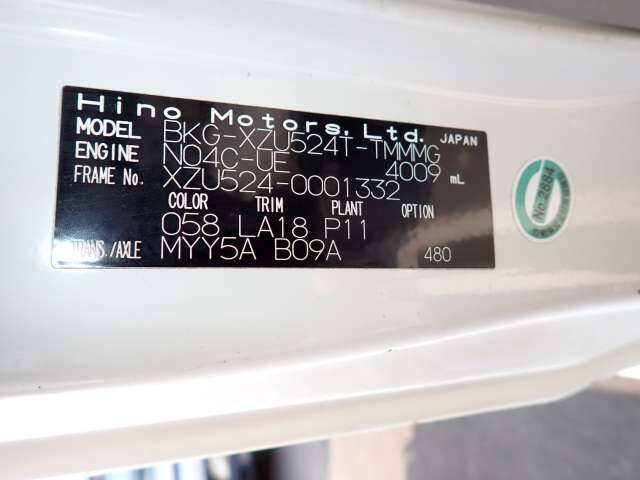 Hino Motors, Ltd. JAPAN
MODEL BKG-XZU524T-TMMMG
ENGINE N04C-UE 4009 mL
FRAME No. XZU524-0001332
COLOR TRIM PLANT OPTION
058 LA18 P11
TRANS./AXLE MYY5A B09A 480
No.2884